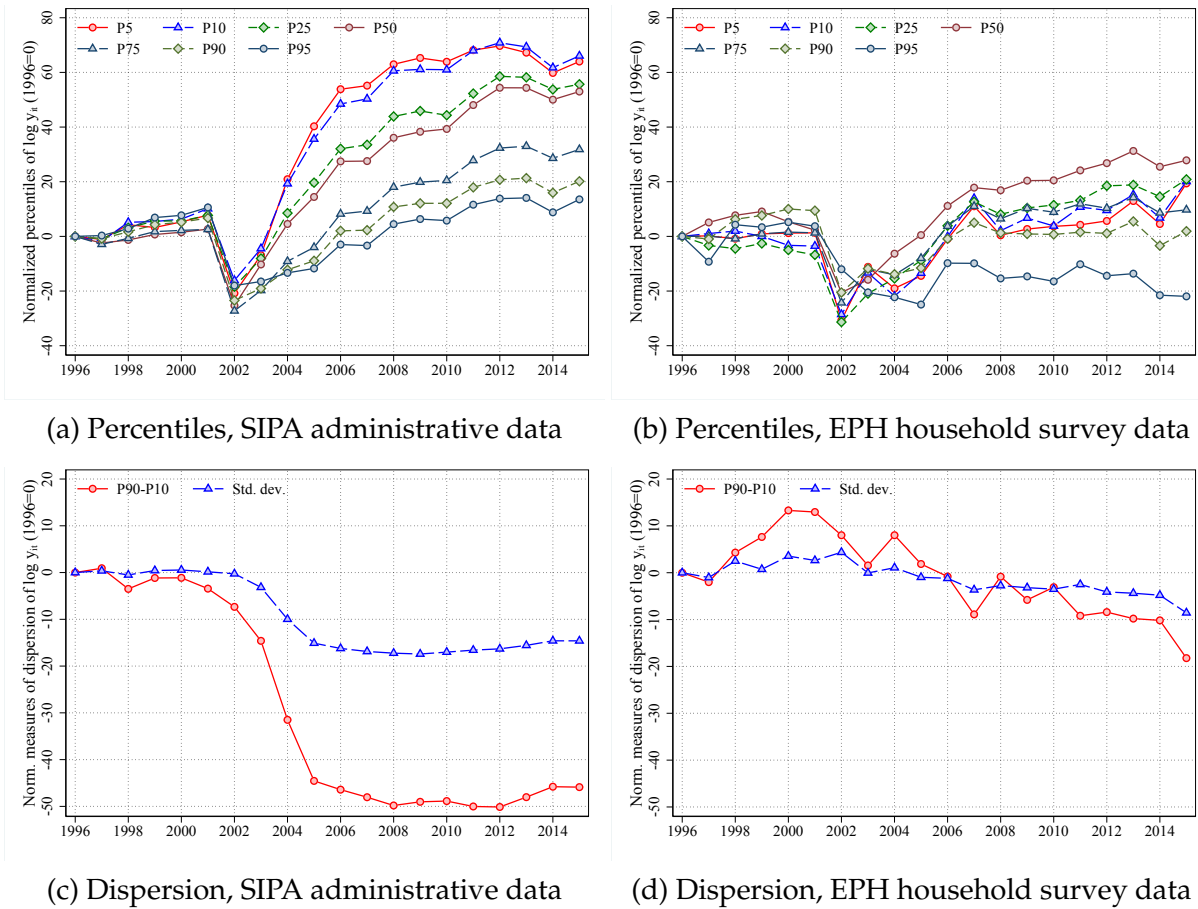 Normalized percentiles of log yᵢₜ (1996=0)
80
60
40
20
0
-20
-40
P5 P10 P25 P50
P75 P90 P95
1996 1998 2000 2002 2004 2006 2008 2010 2012 2014
(a) Percentiles, SIPA administrative data
Normalized percentiles of log yᵢₜ (1996=0)
80
60
40
20
0
-20
-40
P5 P10 P25 P50
P75 P90 P95
1996 1998 2000 2002 2004 2006 2008 2010 2012 2014
(b) Percentiles, EPH household survey data
Norm. measures of dispersion of log yᵢₜ (1996=0)
20
10
0
-10
-20
-30
-40
-50
P90-P10 Std. dev.
1996 1998 2000 2002 2004 2006 2008 2010 2012 2014
(c) Dispersion, SIPA administrative data
Norm. measures of dispersion of log yᵢₜ (1996=0)
20
10
0
-10
-20
-30
-40
-50
P90-P10 Std. dev.
1996 1998 2000 2002 2004 2006 2008 2010 2012 2014
(d) Dispersion, EPH household survey data